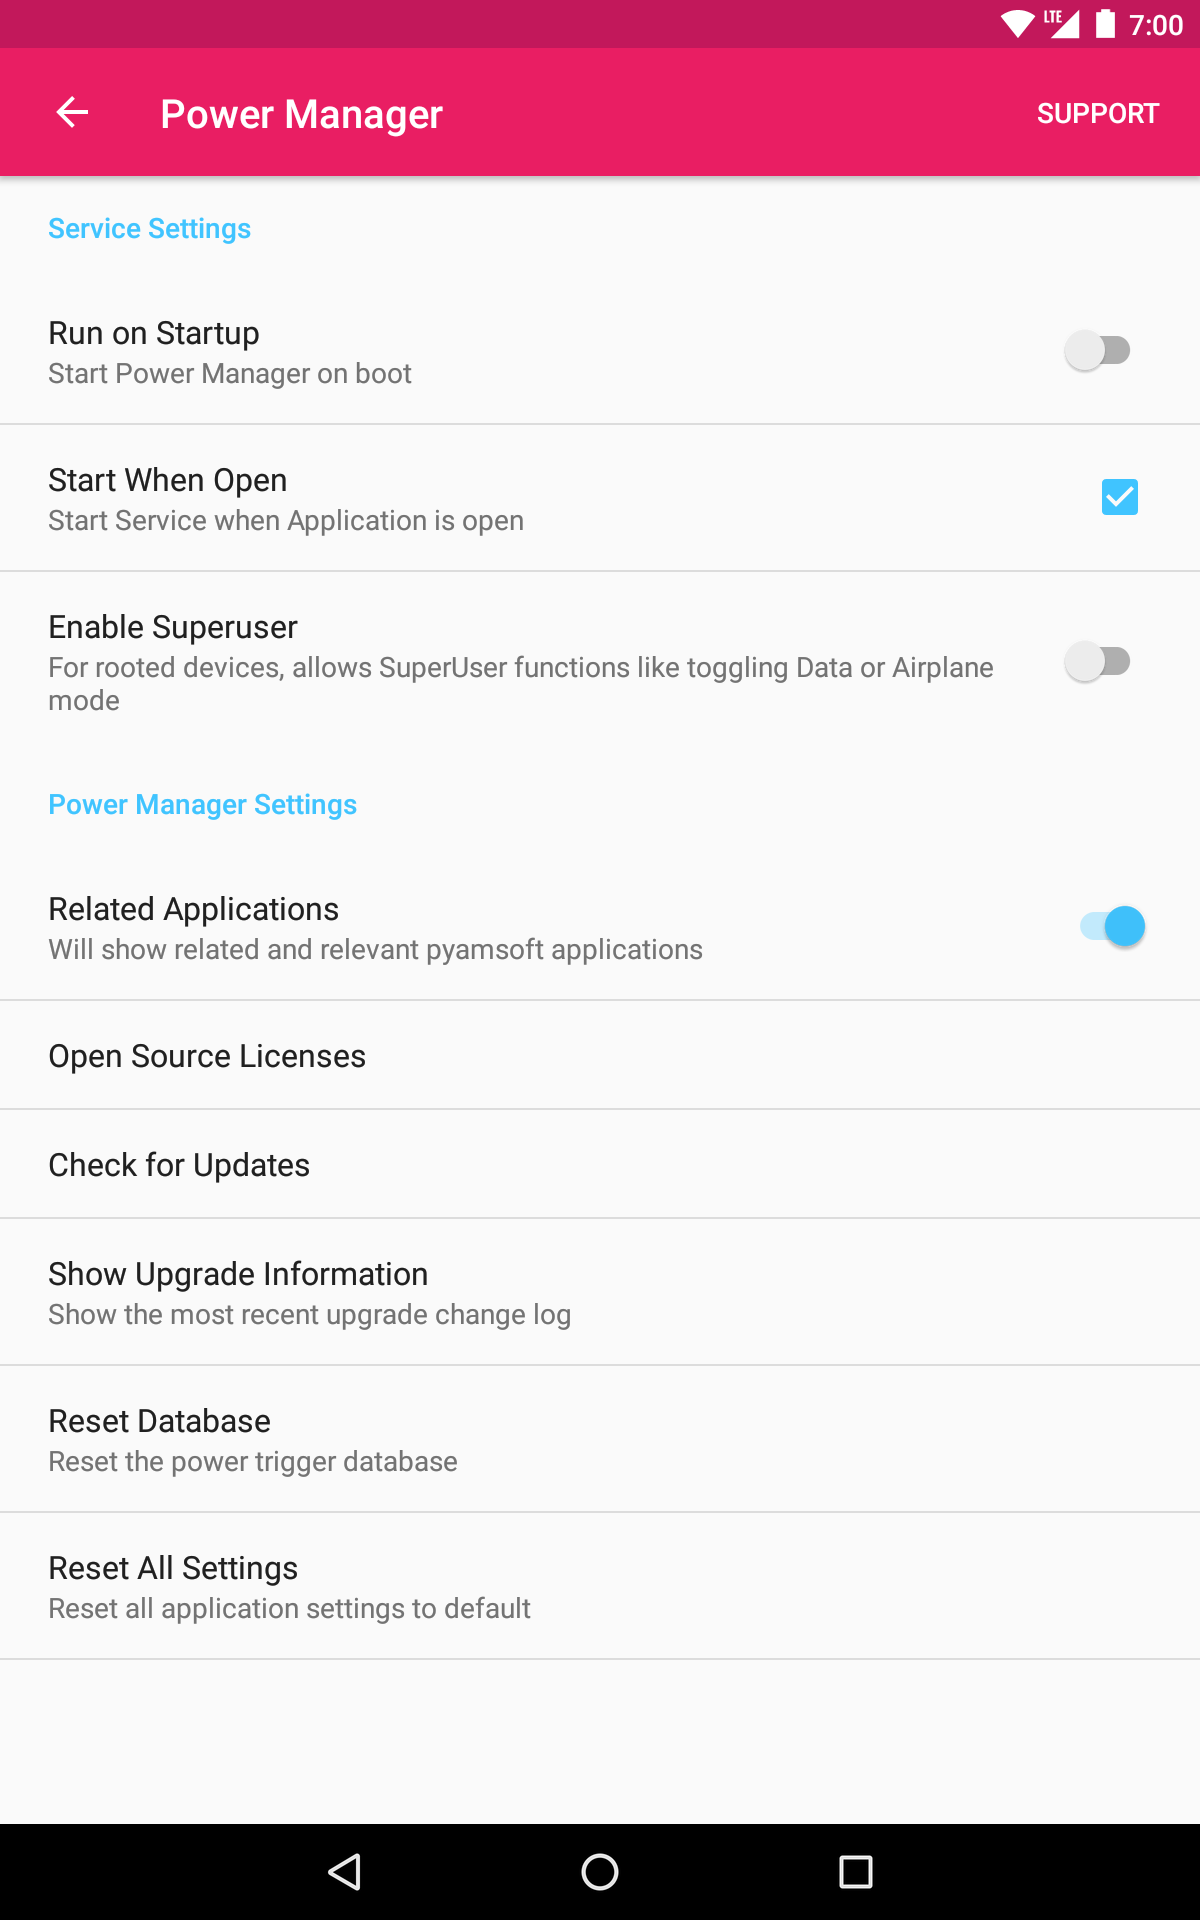 LTE 7:00
Power Manager SUPPORT
Service Settings
Run on Startup
Start Power Manager on boot
Start When Open
Start Service when Application is open
Enable Superuser
For rooted devices, allows SuperUser functions like toggling Data or Airplane
mode
Power Manager Settings
Related Applications
Will show related and relevant pyamsoft applications
Open Source Licenses
Check for Updates
Show Upgrade Information
Show the most recent upgrade change log
Reset Database
Reset the power trigger database
Reset All Settings
Reset all application settings to default